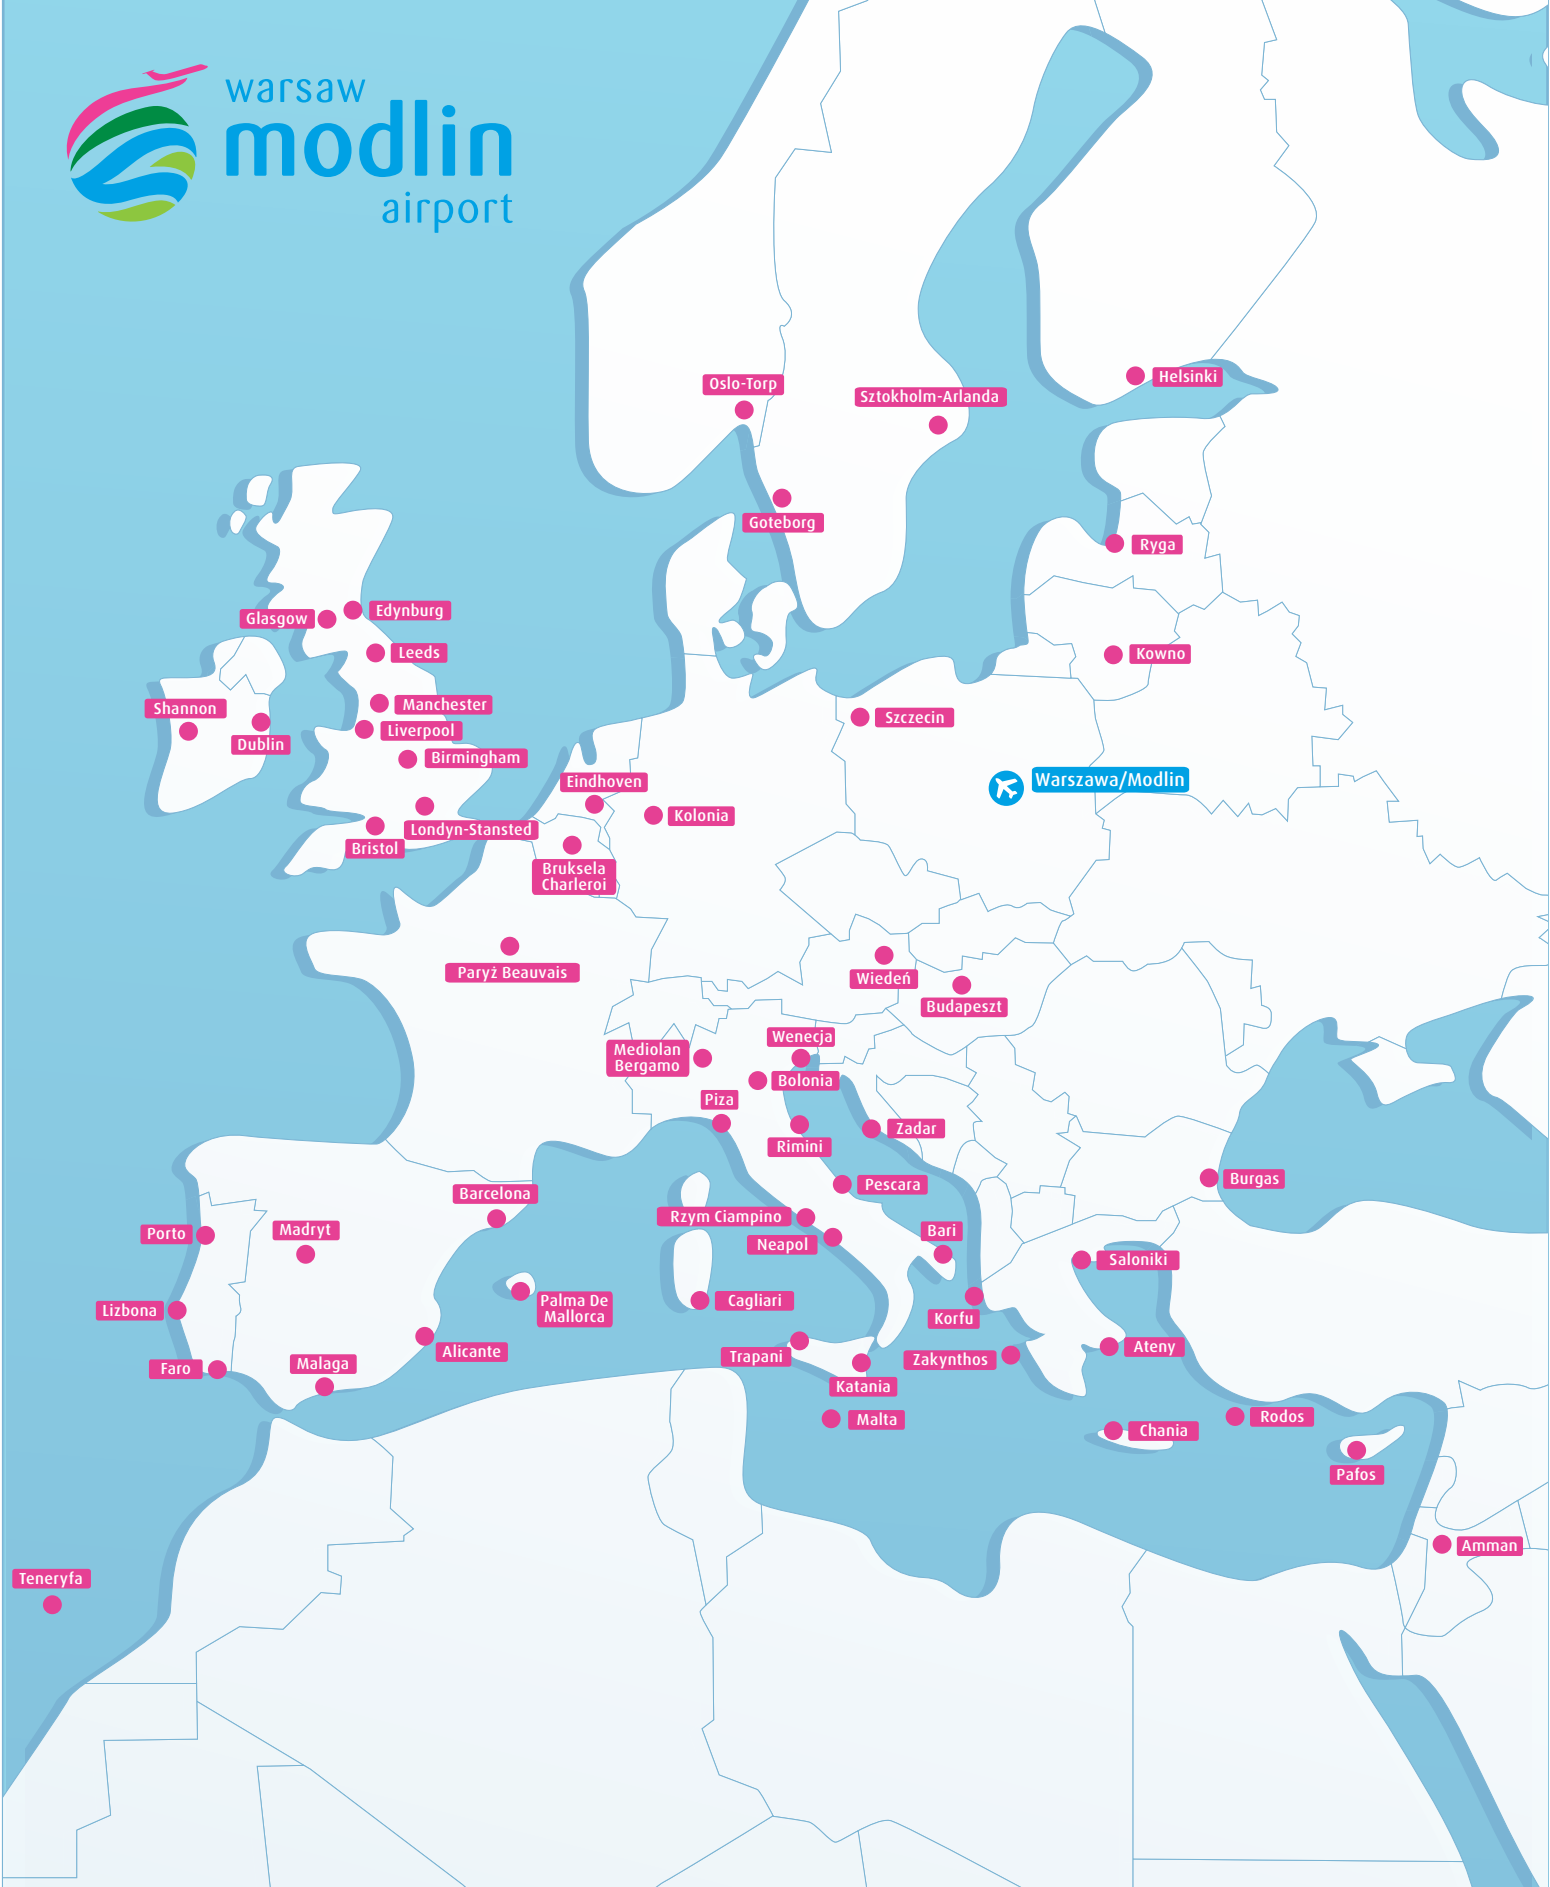 warsaw
modlin
airport
Oslo-Torp
Sztokholm-Arlanda
Helsinki
Goteborg
Ryga
Glasgow
Edynburg
Leeds
Kowno
Shannon
Manchester
Dublin
Liverpool
Szczecin
Birmingham
Eindhoven
Warszawa/Modlin
Kolonia
Londyn-Stansted
Bristol
Bruksela
Charleroi
Paryż Beauvais
Wiedeń
Budapeszt
Wenecja
Mediolan
Bergamo
Bolonia
Piza
Zadar
Rimini
Burgas
Pescara
Barcelona
Rzym Ciampino
Porto
Madryt
Neapol
Bari
Saloniki
Lizbona
Palma De
Mallorca
Cagliari
Korfu
Ateny
Alicante
Trapani
Zakynthos
Faro
Malaga
Katania
Malta
Rodos
Chania
Pafos
Amman
Teneryfa